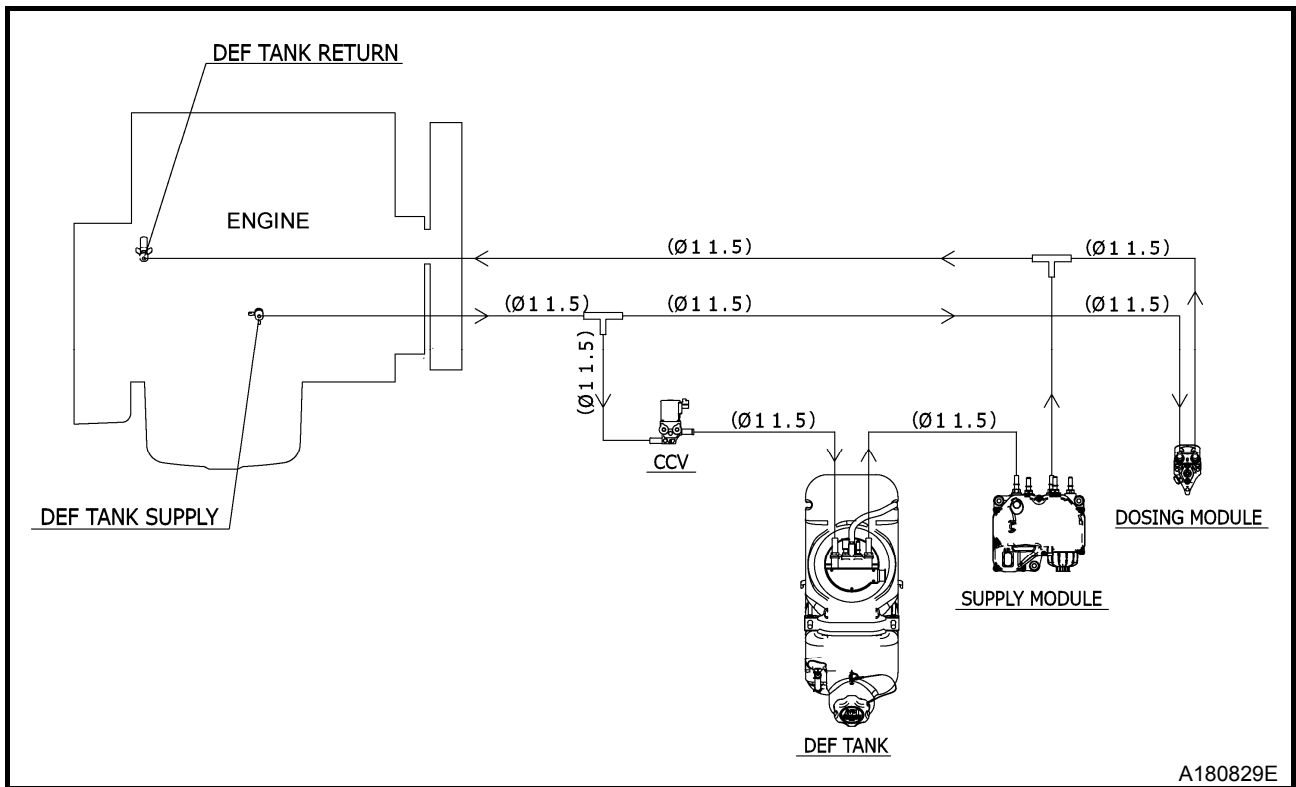 DEF TANK RETURN
ENGINE
(Ø11.5)
(Ø11.5)
(Ø11.5)
(Ø11.5)
(Ø11.5)
(Ø11.5)
(Ø11.5)
(Ø11.5)
CCV
DEF TANK SUPPLY
DOSING MODULE
SUPPLY MODULE
DEF TANK
A180829E